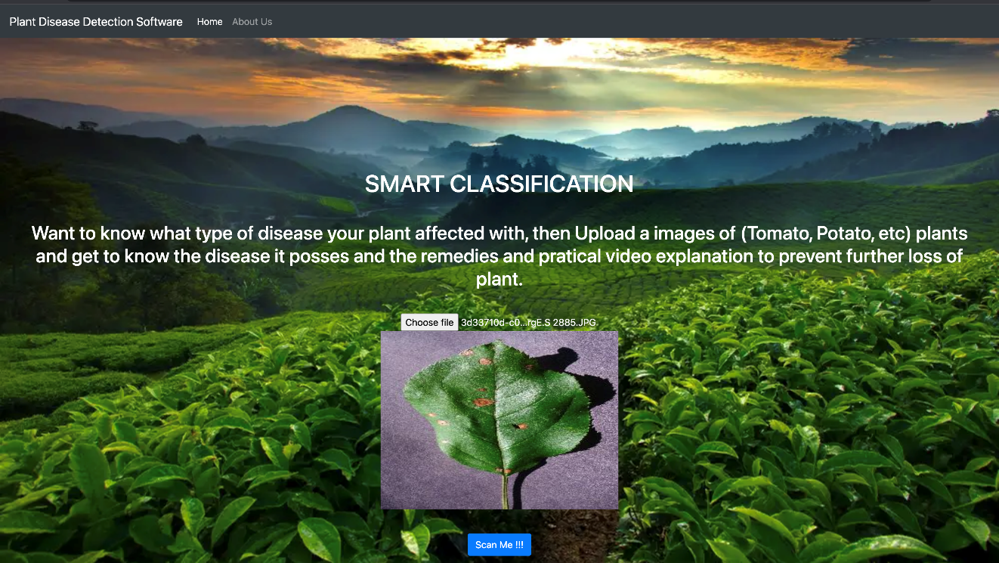 Plant Disease Detection Software Home About Us
SMART CLASSIFICATION
Want to know what type of disease your plant affected with, then Upload a images of (Tomato, Potato, etc) plants
and get to know the disease it posses and the remedies and pratical video explanation to prevent further loss of
plant.
Choose file 3d33710d-c0...rgE.S 2885.JPG
Scan Me !!!